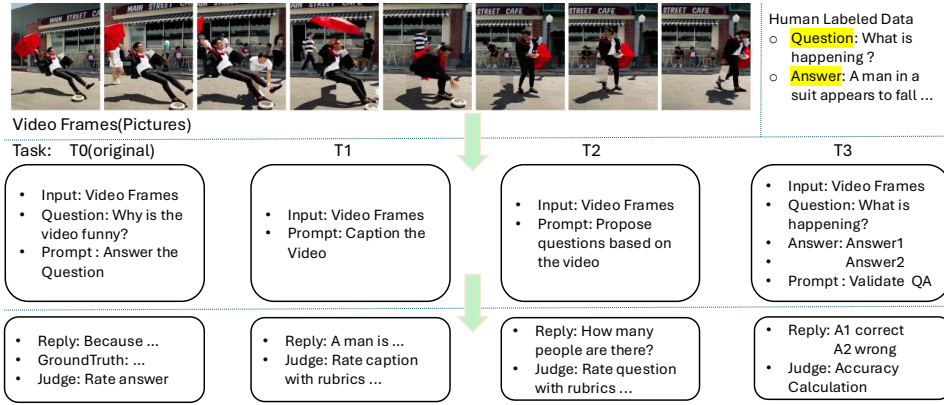 MAIN STREET CAFE
STREET CAFE
STREET CAFE
MAIN STREET CAFE
Human Labeled Data
○ Question: What is
happening ?
○ Answer: A man in a
suit appears to fall ...
Video Frames(Pictures)
Task: T0(original)
T1
T2
T3
• Input: Video Frames
• Question: Why is the
video funny?
• Prompt : Answer the
Question
• Input: Video Frames
• Prompt: Caption the
Video
• Input: Video Frames
• Prompt: Propose
questions based on
the video
• Input: Video Frames
• Question: What is
happening?
• Answer: Answer1
• Answer2
• Prompt : Validate QA
• Reply: Because ...
• GroundTruth: ...
• Judge: Rate answer
• Reply: A man is ...
• Judge: Rate caption
with rubrics ...
• Reply: How many
people are there?
• Judge: Rate question
with rubrics ...
• Reply: A1 correct
A2 wrong
• Judge: Accuracy
Calculation